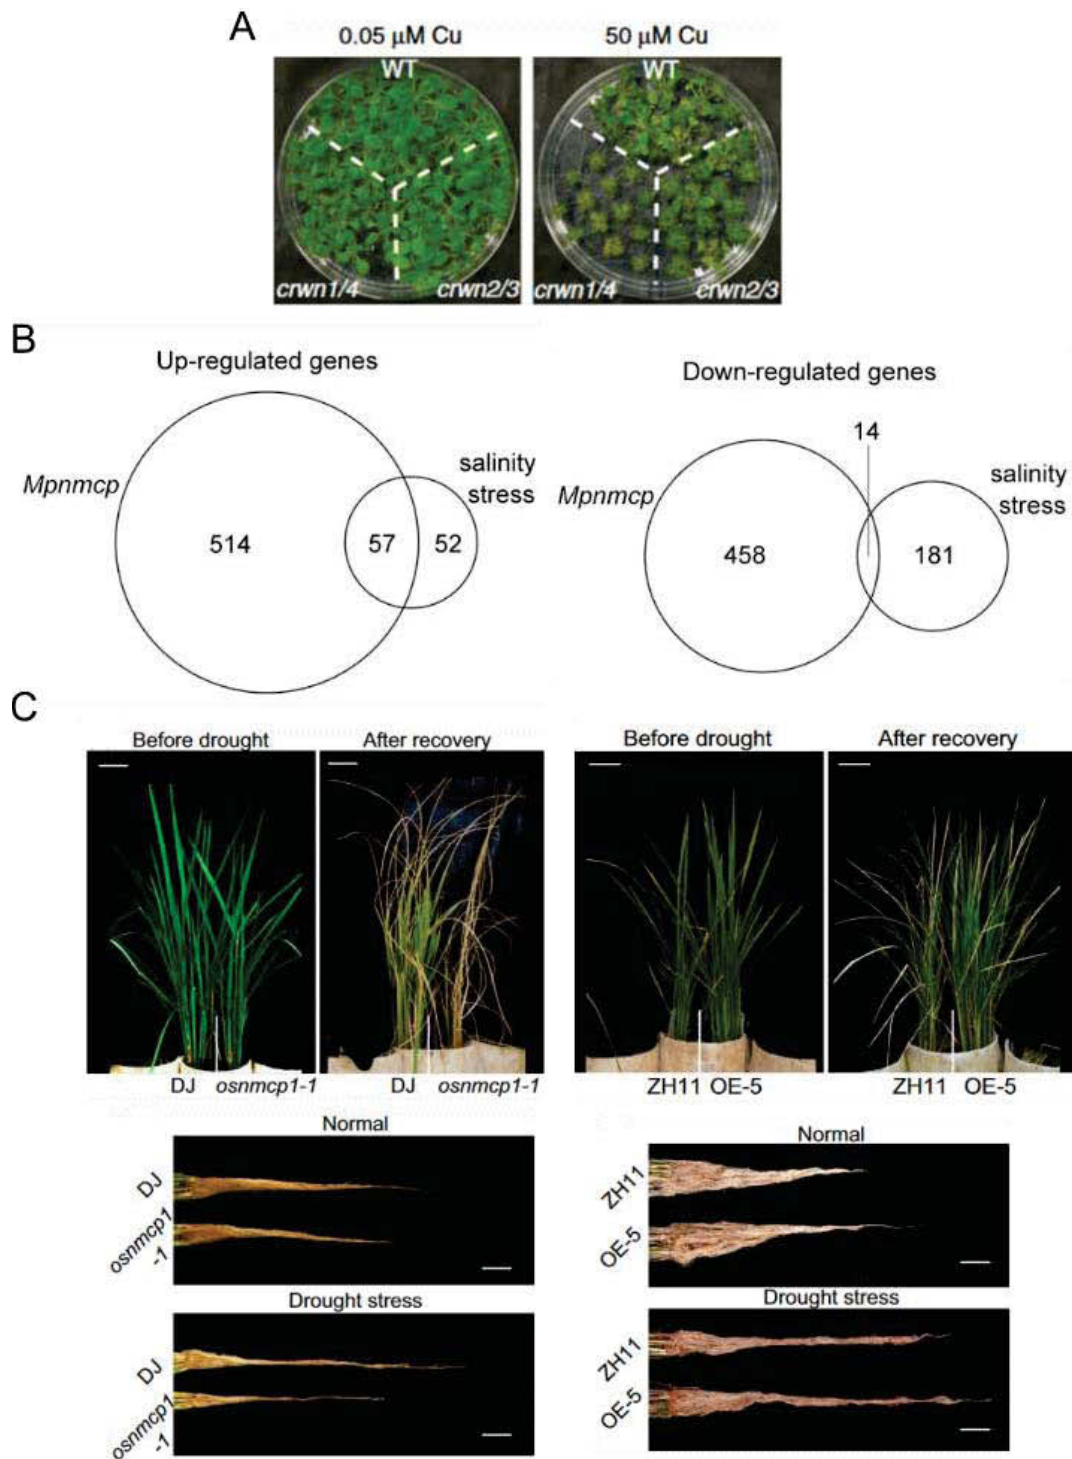 A
0.05 μM Cu
50 μM Cu
WT
WT
crwn1/4
crwn2/3
crwn1/4
crwn2/3
B
Up-regulated genes
Down-regulated genes
Mpnmcp
514
57
52
salinity
stress
Mpnmcp
458
14
181
salinity
stress
C
Before drought
After recovery
Before drought
After recovery
DJ
osnmcp1-1
DJ
osnmcp1-1
ZH11
OE-5
ZH11
OE-5
Normal
DJ
osnmcp1
-1
Drought stress
DJ
osnmcp1
-1
Normal
ZH11
OE-5
Drought stress
ZH11
OE-5